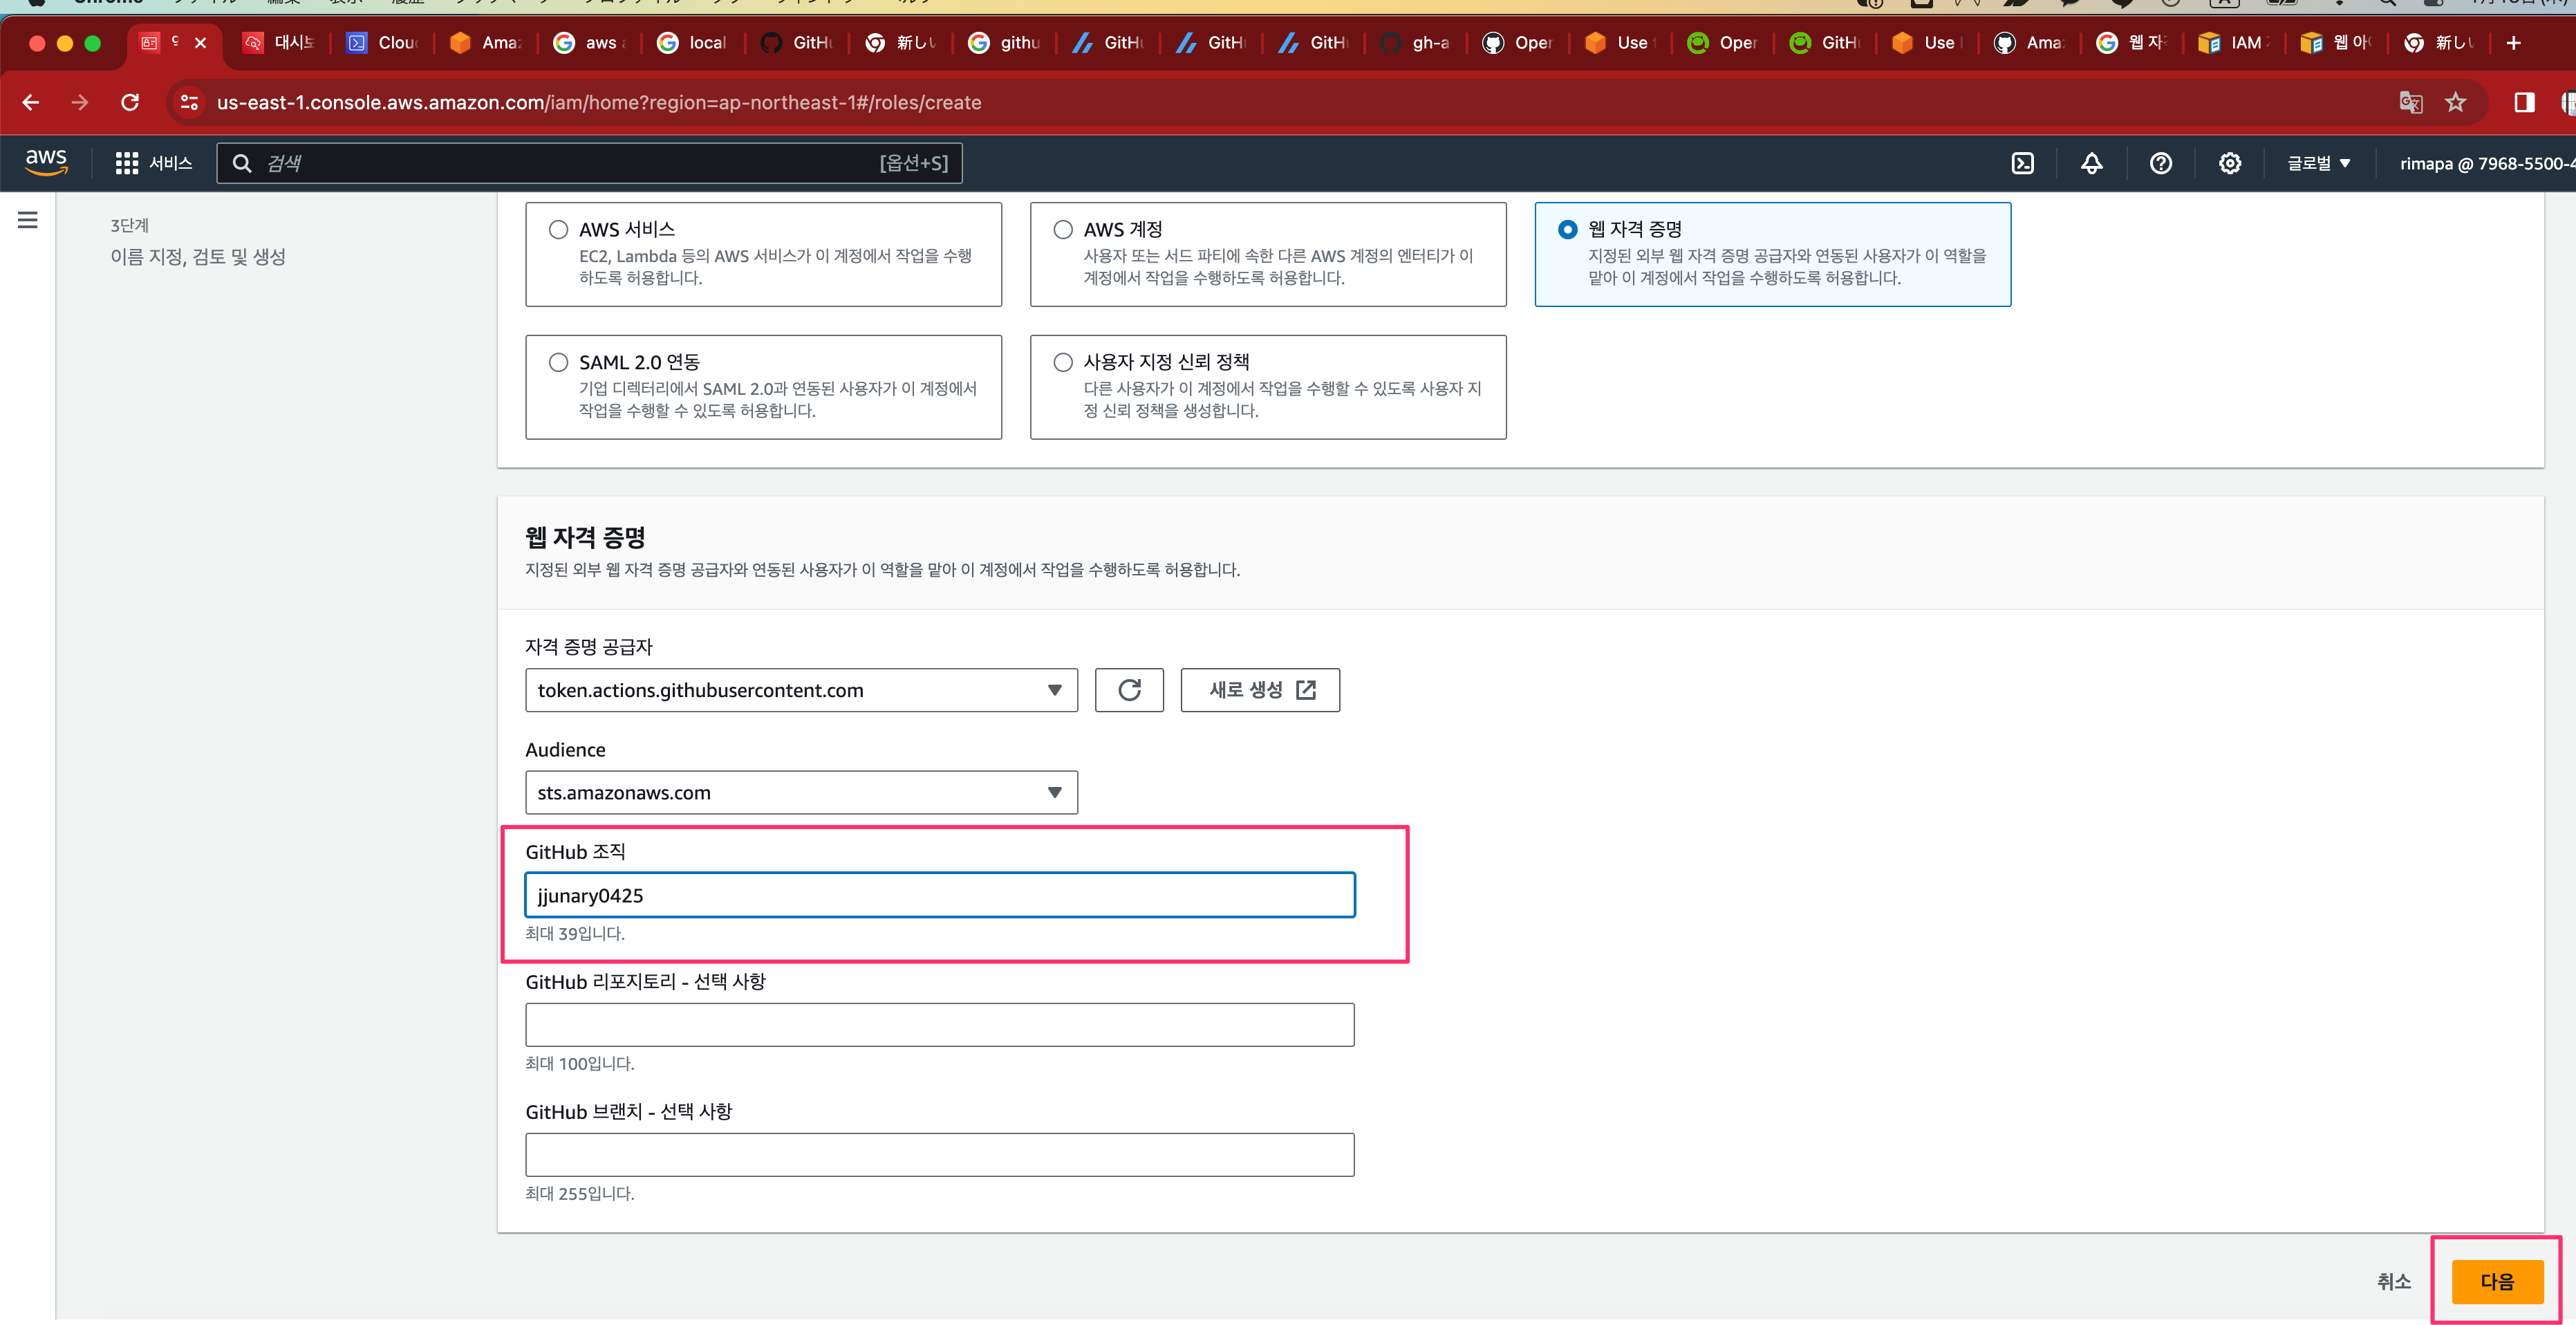 대시보
Clou
Ama
aws a
local
GitHu
新しい
githu
GitHu
GitHu
GitHu
gh-a
Oper
Use t
Oper
GitHu
Use I
Ama
웹 자격
IAM
웹 아이
新しい
us-east-1.console.aws.amazon.com/iam/home?region=ap-northeast-1#/roles/create
aws
서비스
검색
[옵션+S]
글로벌
rimapa @ 7968-5500-4
3단계
이름 지정, 검토 및 생성
AWS 서비스
EC2, Lambda 등의 AWS 서비스가 이 계정에서 작업을 수행
하도록 허용합니다.
AWS 계정
사용자 또는 서드 파티에 속한 다른 AWS 계정의 엔터티가 이
계정에서 작업을 수행하도록 허용합니다.
웹 자격 증명
지정된 외부 웹 자격 증명 공급자와 연동된 사용자가 이 역할을
맡아 이 계정에서 작업을 수행하도록 허용합니다.
SAML 2.0 연동
기업 디렉터리에서 SAML 2.0과 연동된 사용자가 이 계정에서
작업을 수행할 수 있도록 허용합니다.
사용자 지정 신뢰 정책
다른 사용자가 이 계정에서 작업을 수행할 수 있도록 사용자 지
정 신뢰 정책을 생성합니다.
웹 자격 증명
지정된 외부 웹 자격 증명 공급자와 연동된 사용자가 이 역할을 맡아 이 계정에서 작업을 수행하도록 허용합니다.
자격 증명 공급자
token.actions.githubusercontent.com
새로 생성
Audience
sts.amazonaws.com
GitHub 조직
jjunary0425
최대 39입니다.
GitHub 리포지토리 - 선택 사항
최대 100입니다.
GitHub 브랜치 - 선택 사항
최대 255입니다.
취소
다음